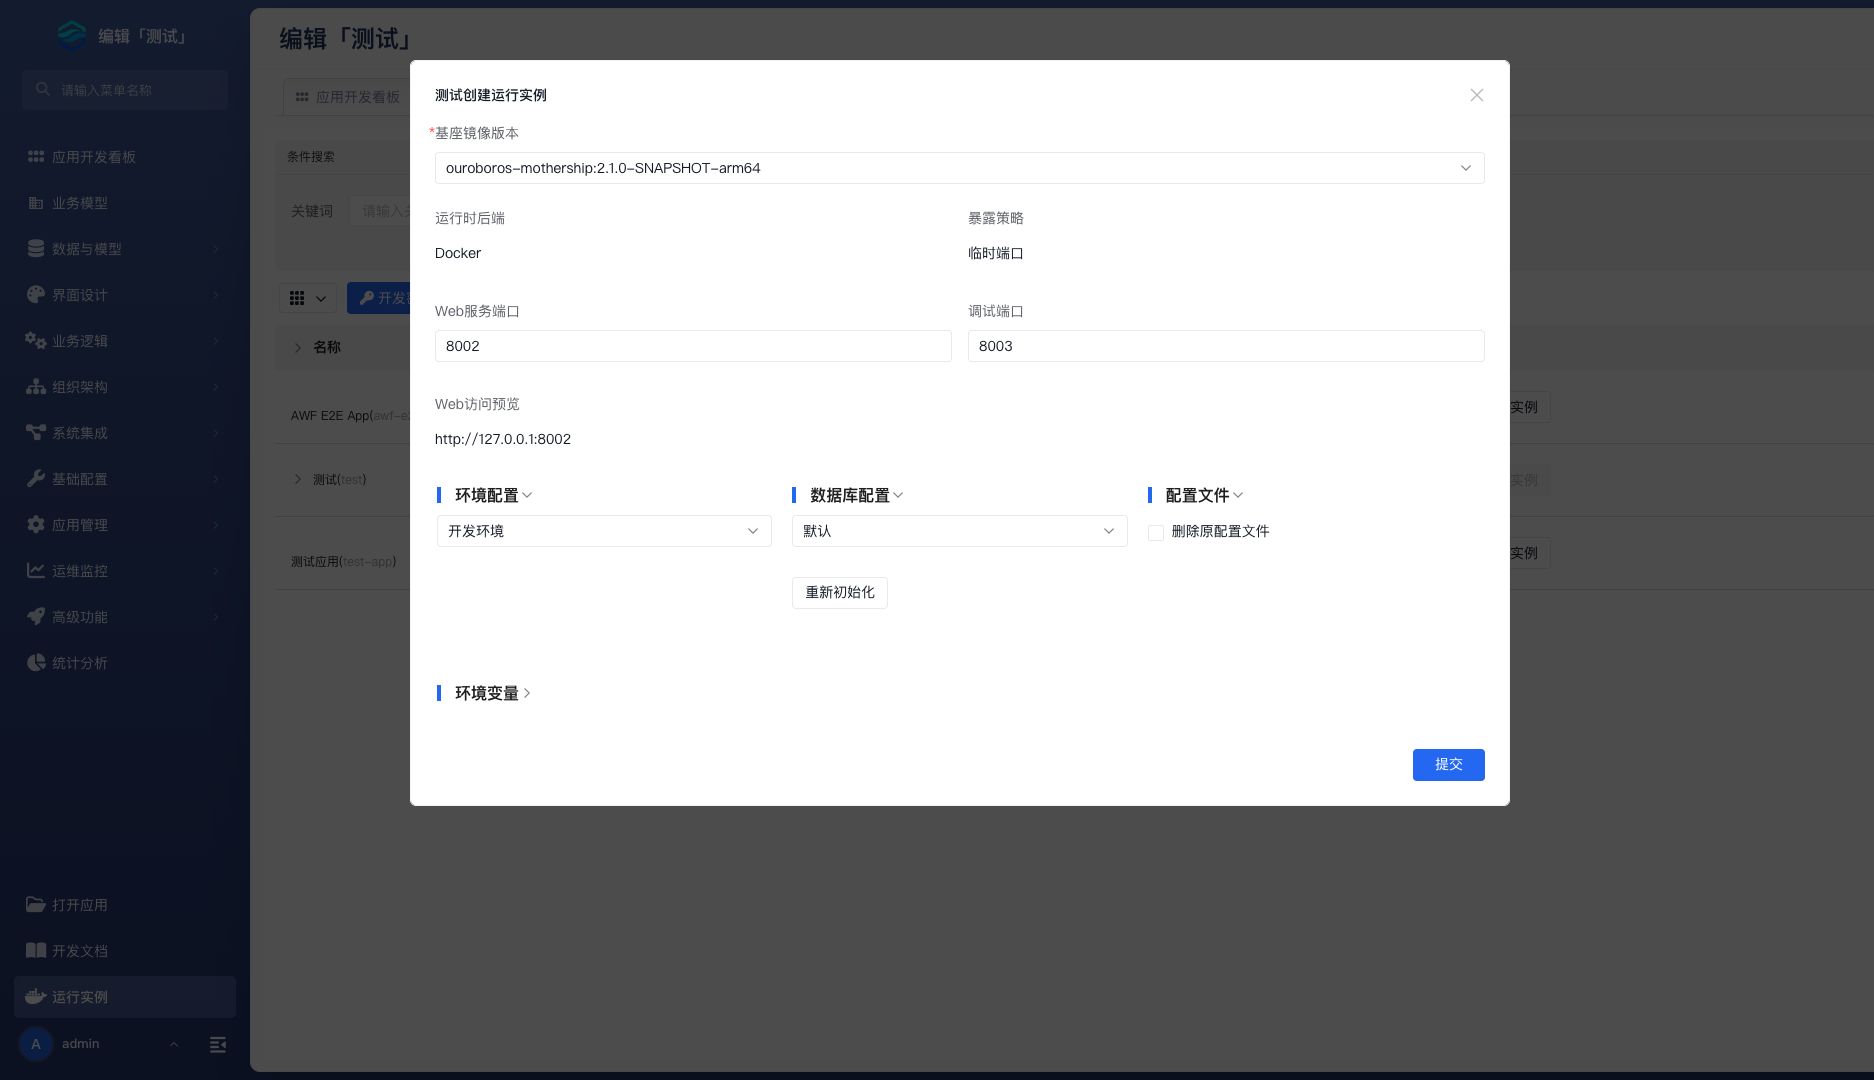 编辑「测试」
请输入菜单名称
应用开发看板
业务模型
数据与模型
界面设计
业务逻辑
组织架构
系统集成
基础配置
应用管理
运维监控
高级功能
统计分析
打开应用
开发文档
运行实例
A admin
编辑「测试」
应用开发看板
条件搜索
关键词 请输入
开发
名称
AWF E2E App(awf-e
测试(test)
测试应用(test-app)
实例
实例
实例
测试创建运行实例
*基座镜像版本
ouroboros-mothership:2.1.0-SNAPSHOT-arm64
运行时后端 暴露策略
Docker 临时端口
Web服务端口 调试端口
8002 8003
Web访问预览
http://127.0.0.1:8002
环境配置 数据库配置 配置文件
开发环境 默认 删除原配置文件
重新初始化
环境变量
提交